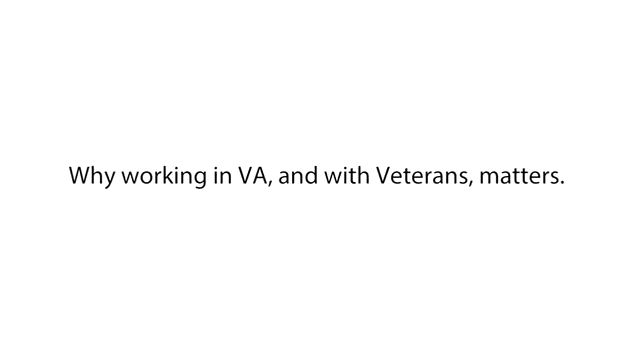 Why working in VA, and with Veterans, matters.